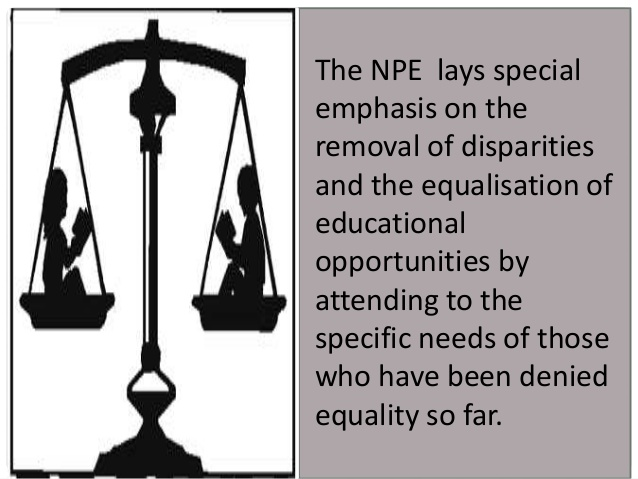 The NPE  lays special
emphasis on the
removal of disparities
and the equalisation of
educational
opportunities by
attending to the
specific needs of those
who have been denied
equality so far.